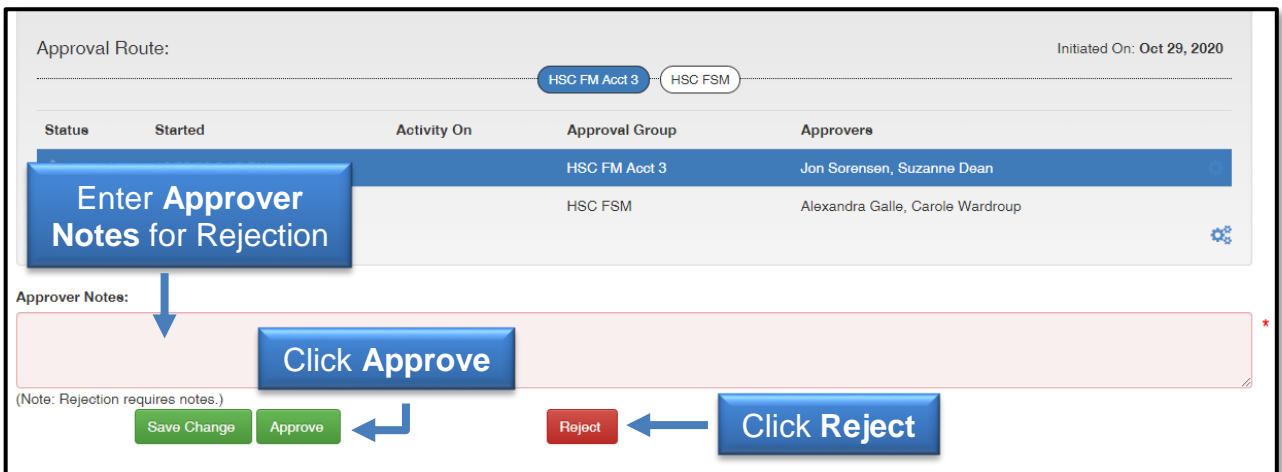 Approval Route:
Initiated On: Oct 29, 2020
HSC FM Acct 3
HSC FSM
Status Started Activity On Approval Group Approvers
HSC FM Acct 3 Jon Sorensen, Suzanne Dean
HSC FSM Alexandra Galle, Carole Wardroup
Enter Approver
Notes for Rejection
Approver Notes:
*
Click Approve
(Note: Rejection requires notes.)
Save Change Approve Reject
Click Reject